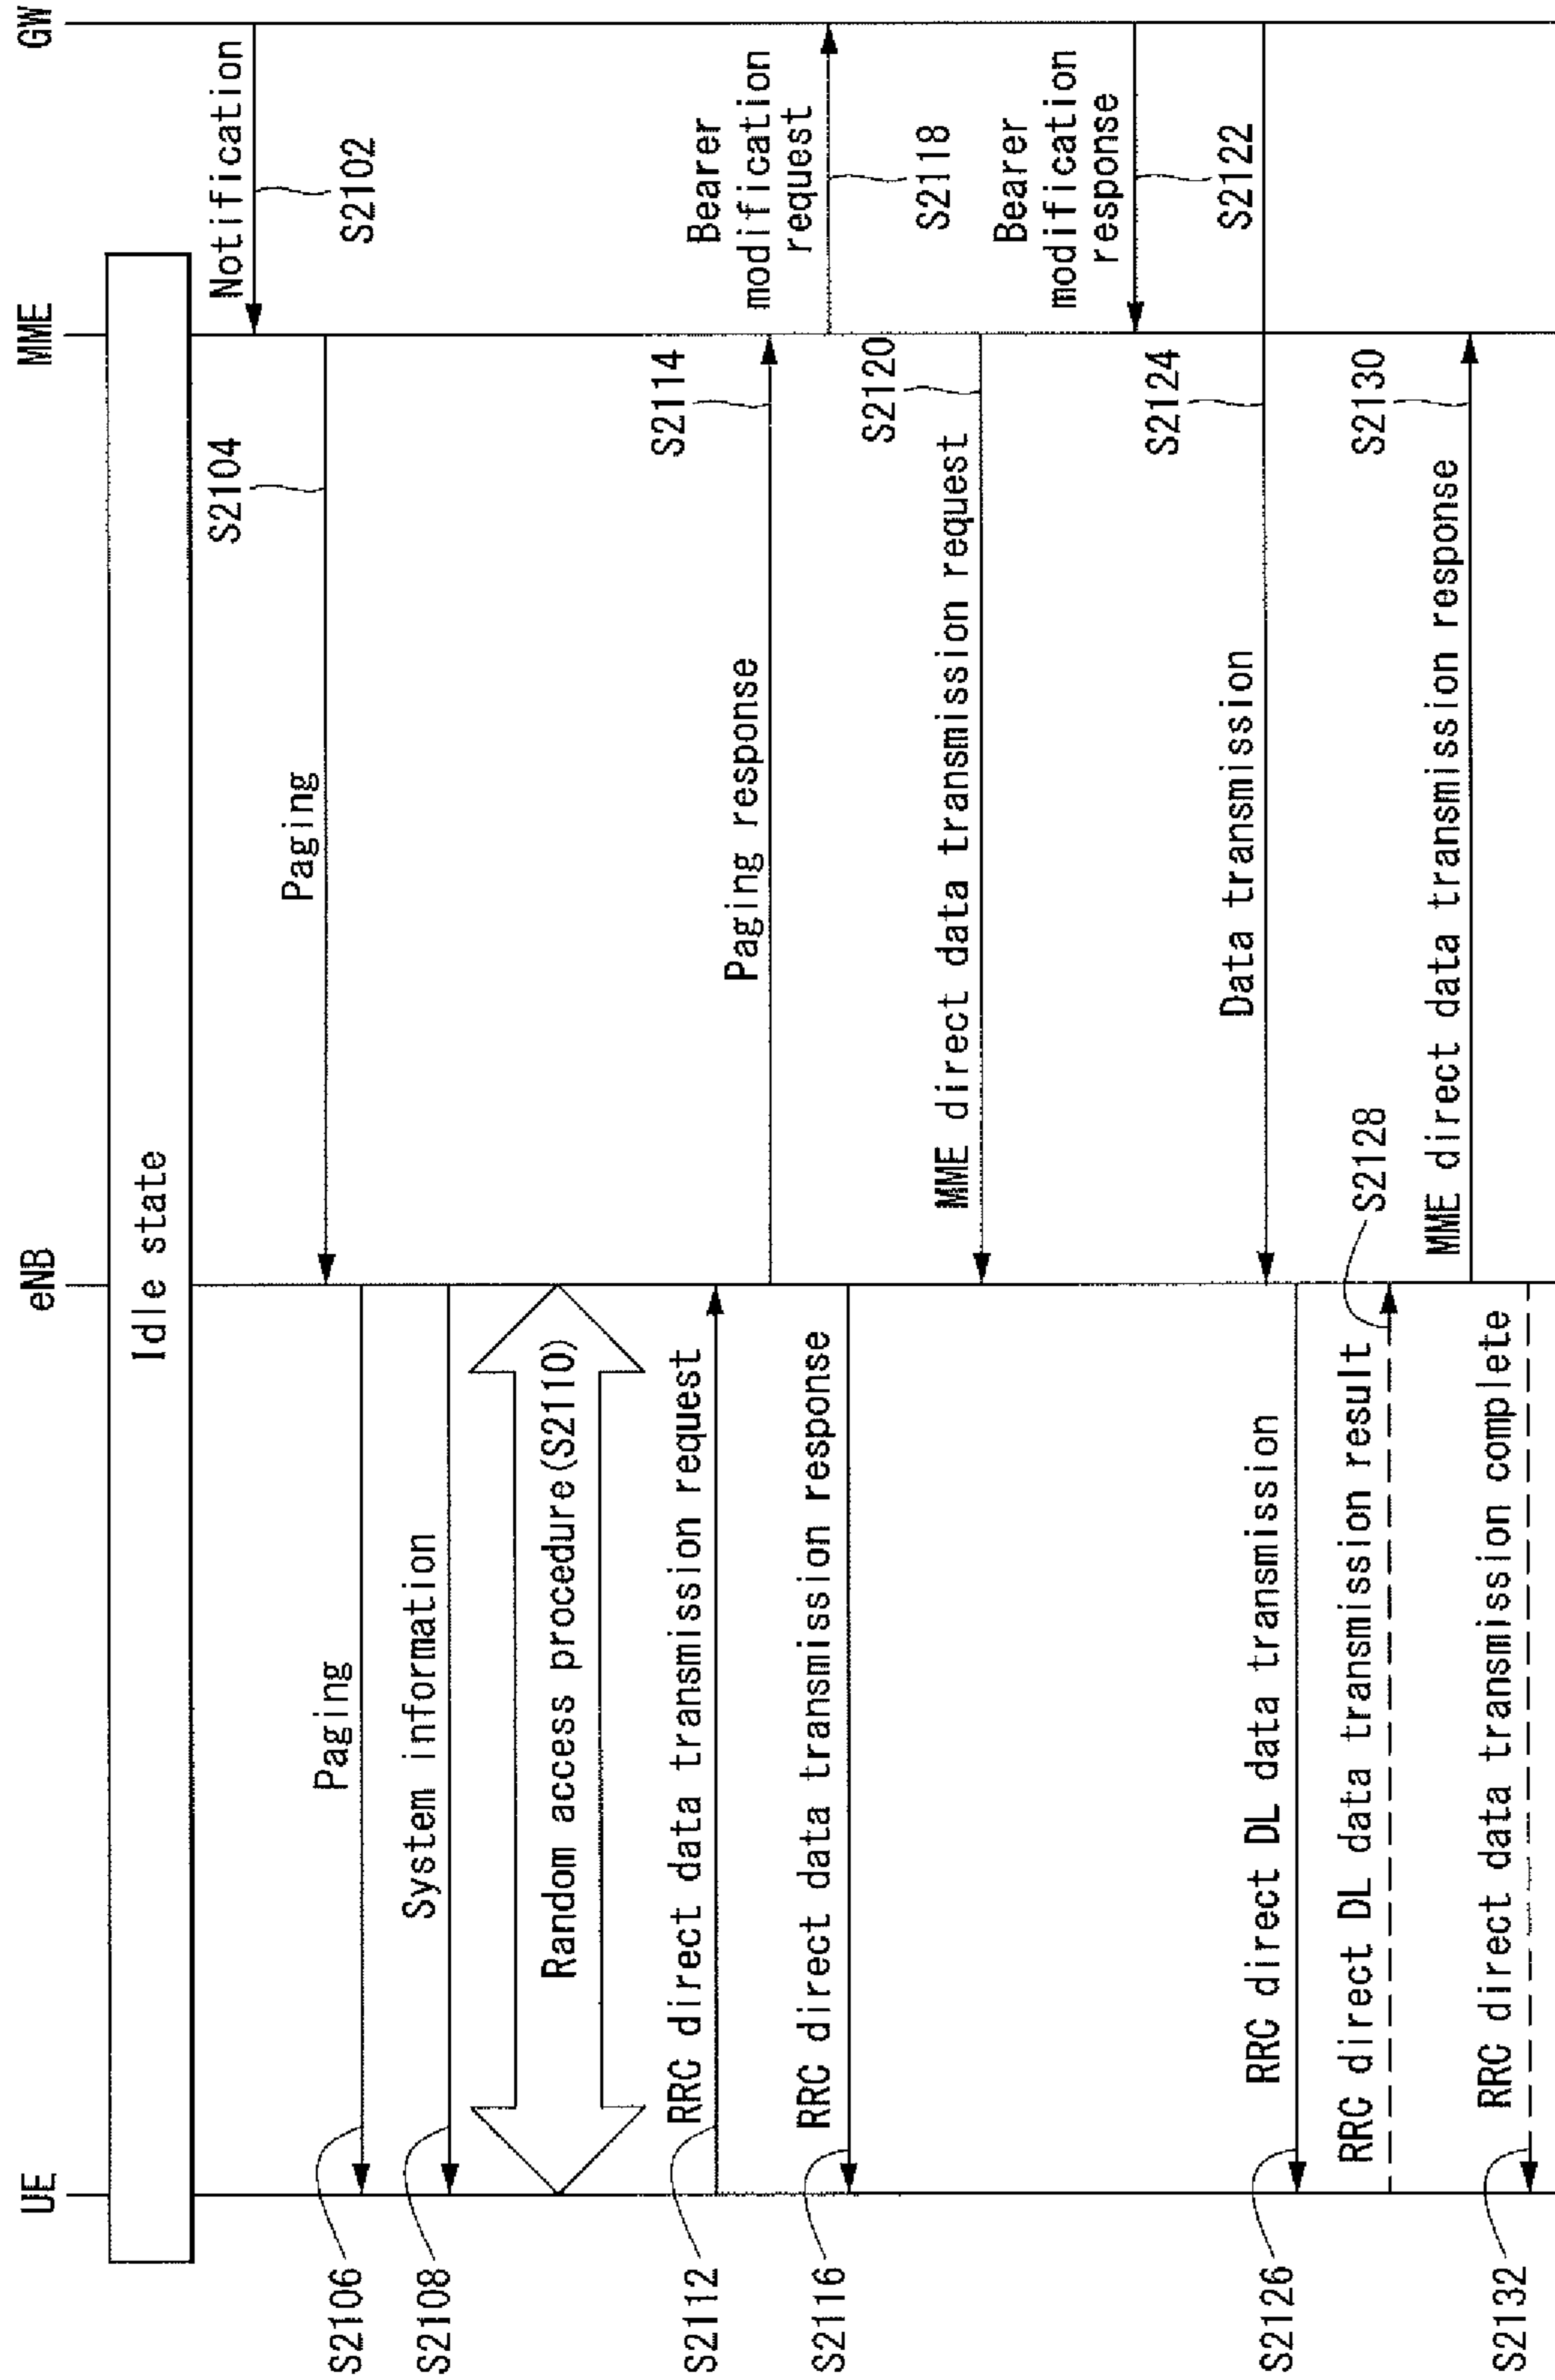 UE
eNB
MME
GW
Idle state
Notification
S2102
S2104
Paging
Paging
S2106
System information
S2108
Random access procedure(S2110)
RRC direct data transmission request
S2112
S2114
Paging response
Bearer
modification
request
S2118
RRC direct data transmission response
S2116
S2120
MME direct data transmission request
Bearer
modification
response
S2122
S2124
Data transmission
RRC direct DL data transmission
S2126
S2128
RRC direct DL data transmission result
S2130
MME direct data transmission response
RRC direct data transmission complete
S2132